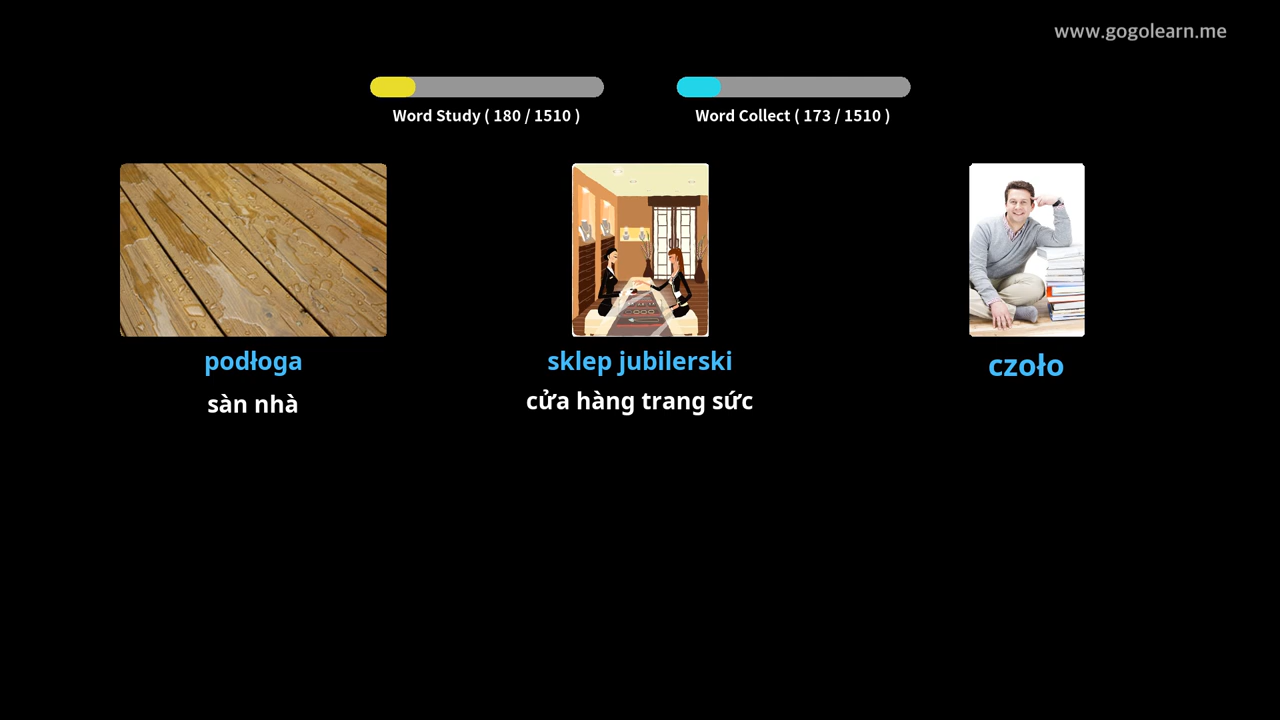 www.gogolearn.me
Word Study ( 180 / 1510 )
Word Collect ( 173 / 1510 )
podłoga
sàn nhà
sklep jubilerski
cửa hàng trang sức
czoło